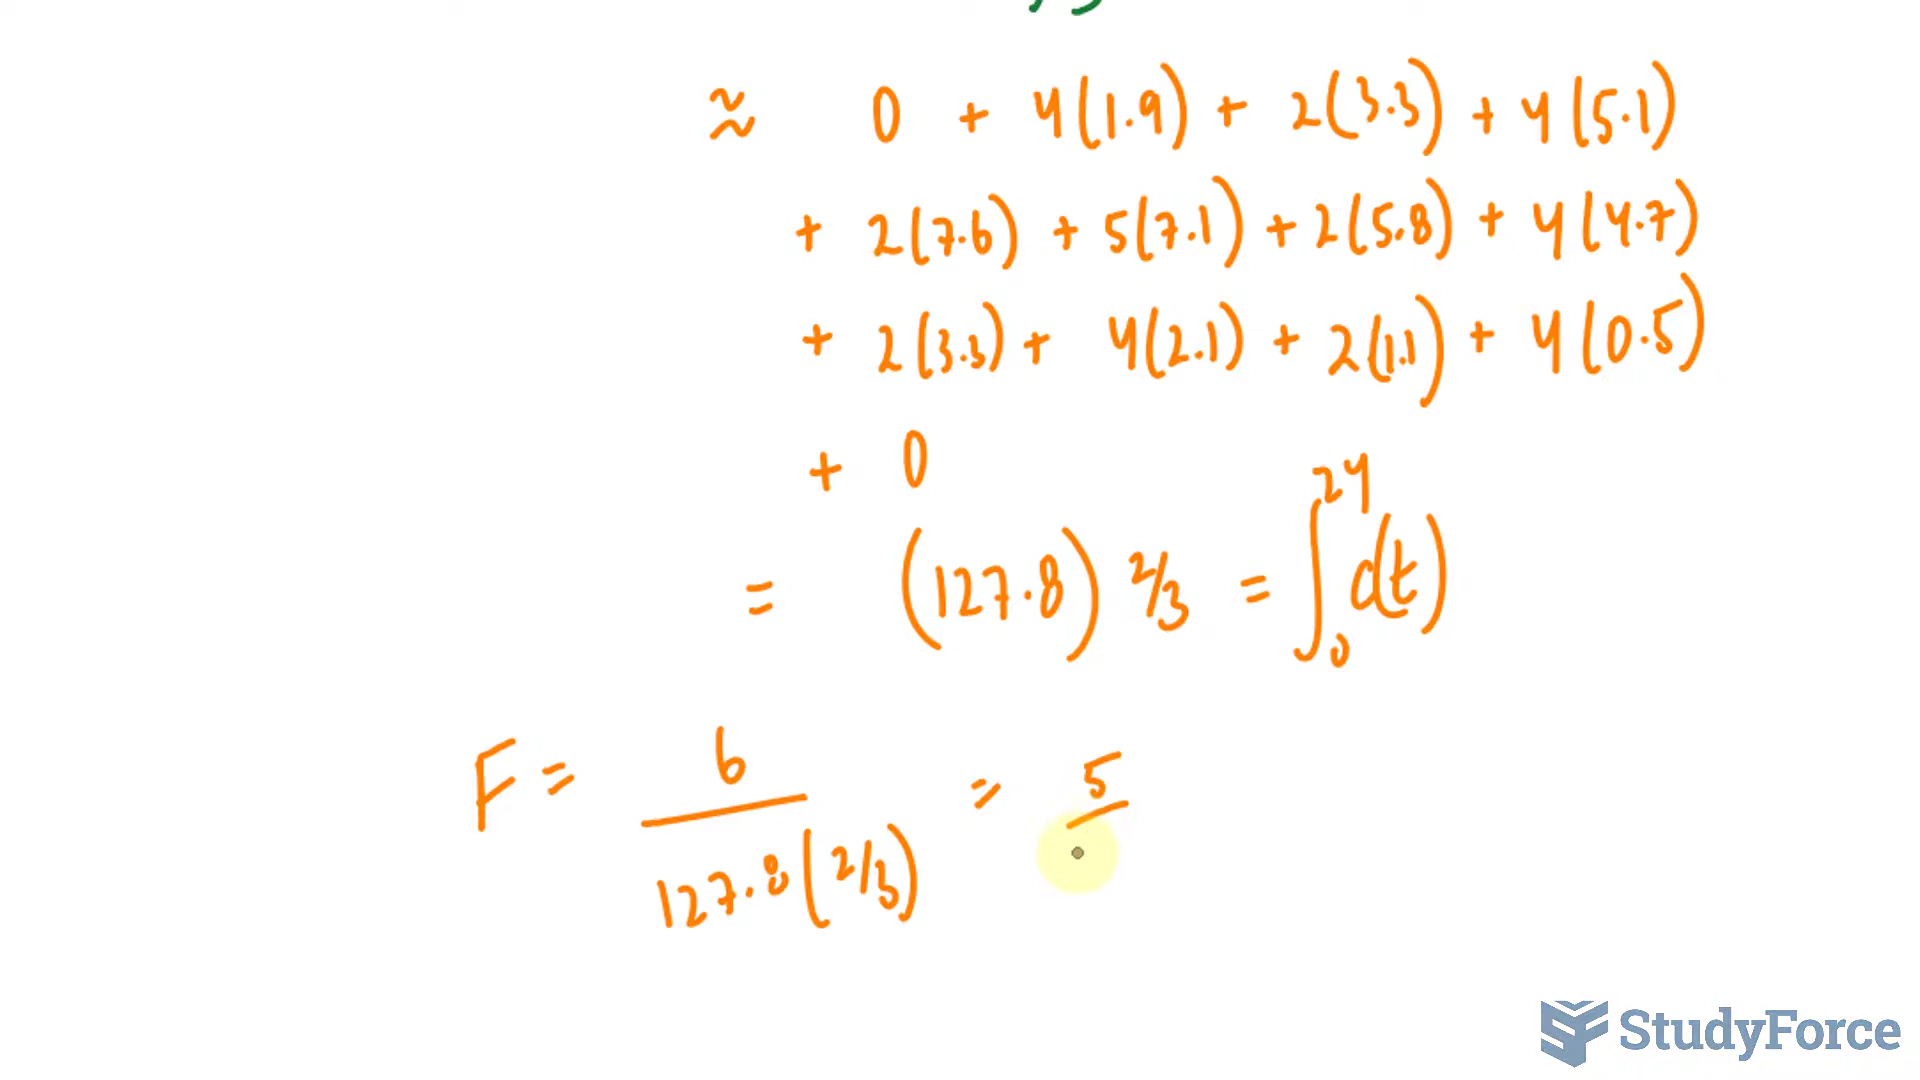 ≈ 0 + 4(1.9) + 2(3.3) + 4(5.1)
+ 2(7.6) + 5(7.1) + 2(5.8) + 4(4.7)
+ 2(3.3) + 4(2.1) + 2(1.1) + 4(0.5)
+ 0
= (127.8) 2/3 = ∫₀²⁴ c(t)
F = 6 / 127.8(2/3) = 5
StudyForce